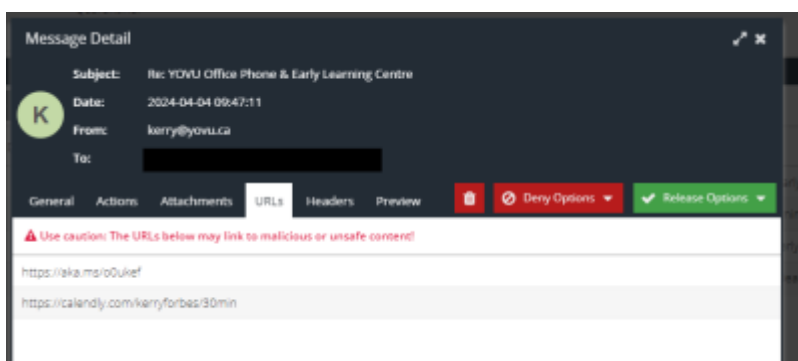 Message Detail
Subject: Re: YOVU Office Phone & Early Learning Centre
K
Date: 2024-04-04 09:47:11
From: kerry@yovu.ca
To:
General Actions Attachments URLs Headers Preview Deny Options Release Options
Use caution: The URLs below may link to malicious or unsafe content!
https://aka.ms/o0ukef
https://calendly.com/kerryforbes/30min